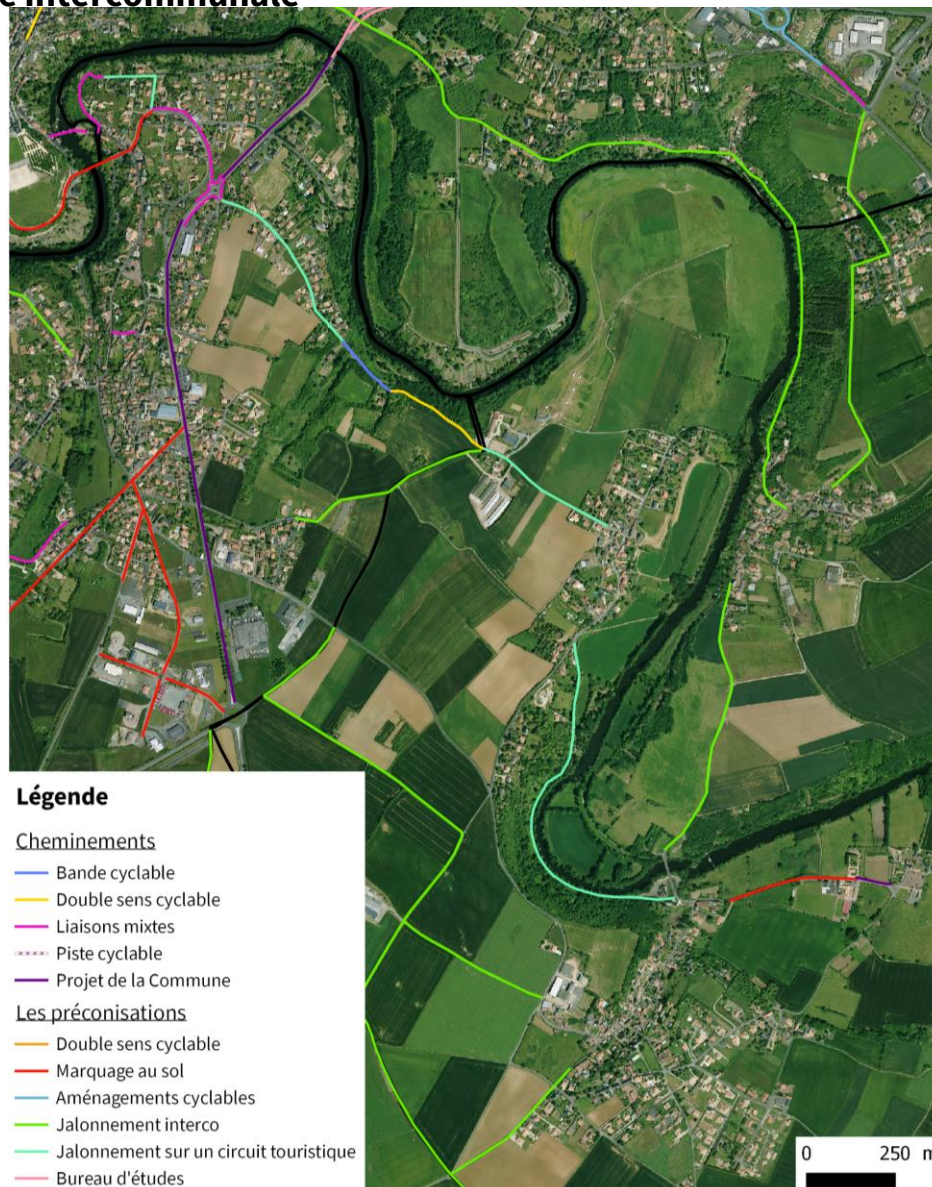 e intercommunale
Légende
Cheminements
Bande cyclable
Double sens cyclable
Liaisons mixtes
Piste cyclable
Projet de la Commune
Les préconisations
Double sens cyclable
Marquage au sol
Aménagements cyclables
Jalonnement interco
Jalonnement sur un circuit touristique
Bureau d'études
0 250 m